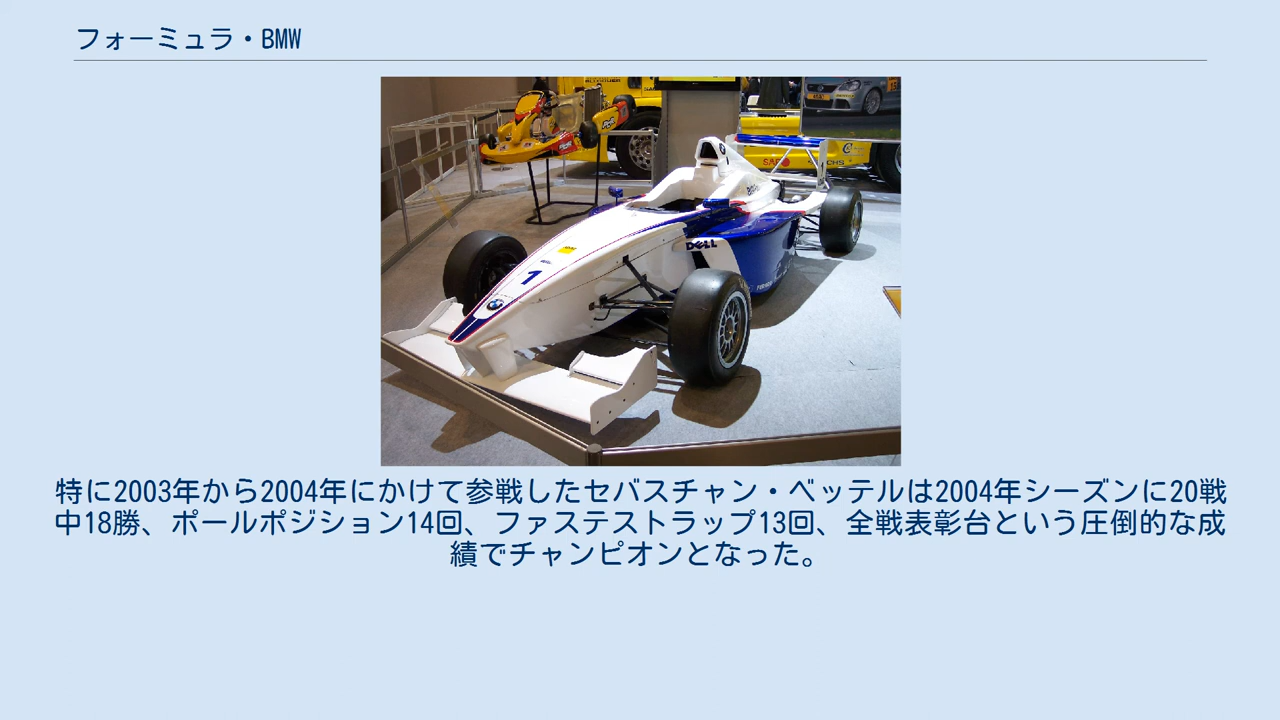 フォーミュラ・BMW
DELL
1
特に2003年から2004年にかけて参戦したセバスチャン・ベッテルは2004年シーズンに20戦
中18勝、ポールポジション14回、ファステストラップ13回、全戦表彰台という圧倒的な成
績でチャンピオンとなった。